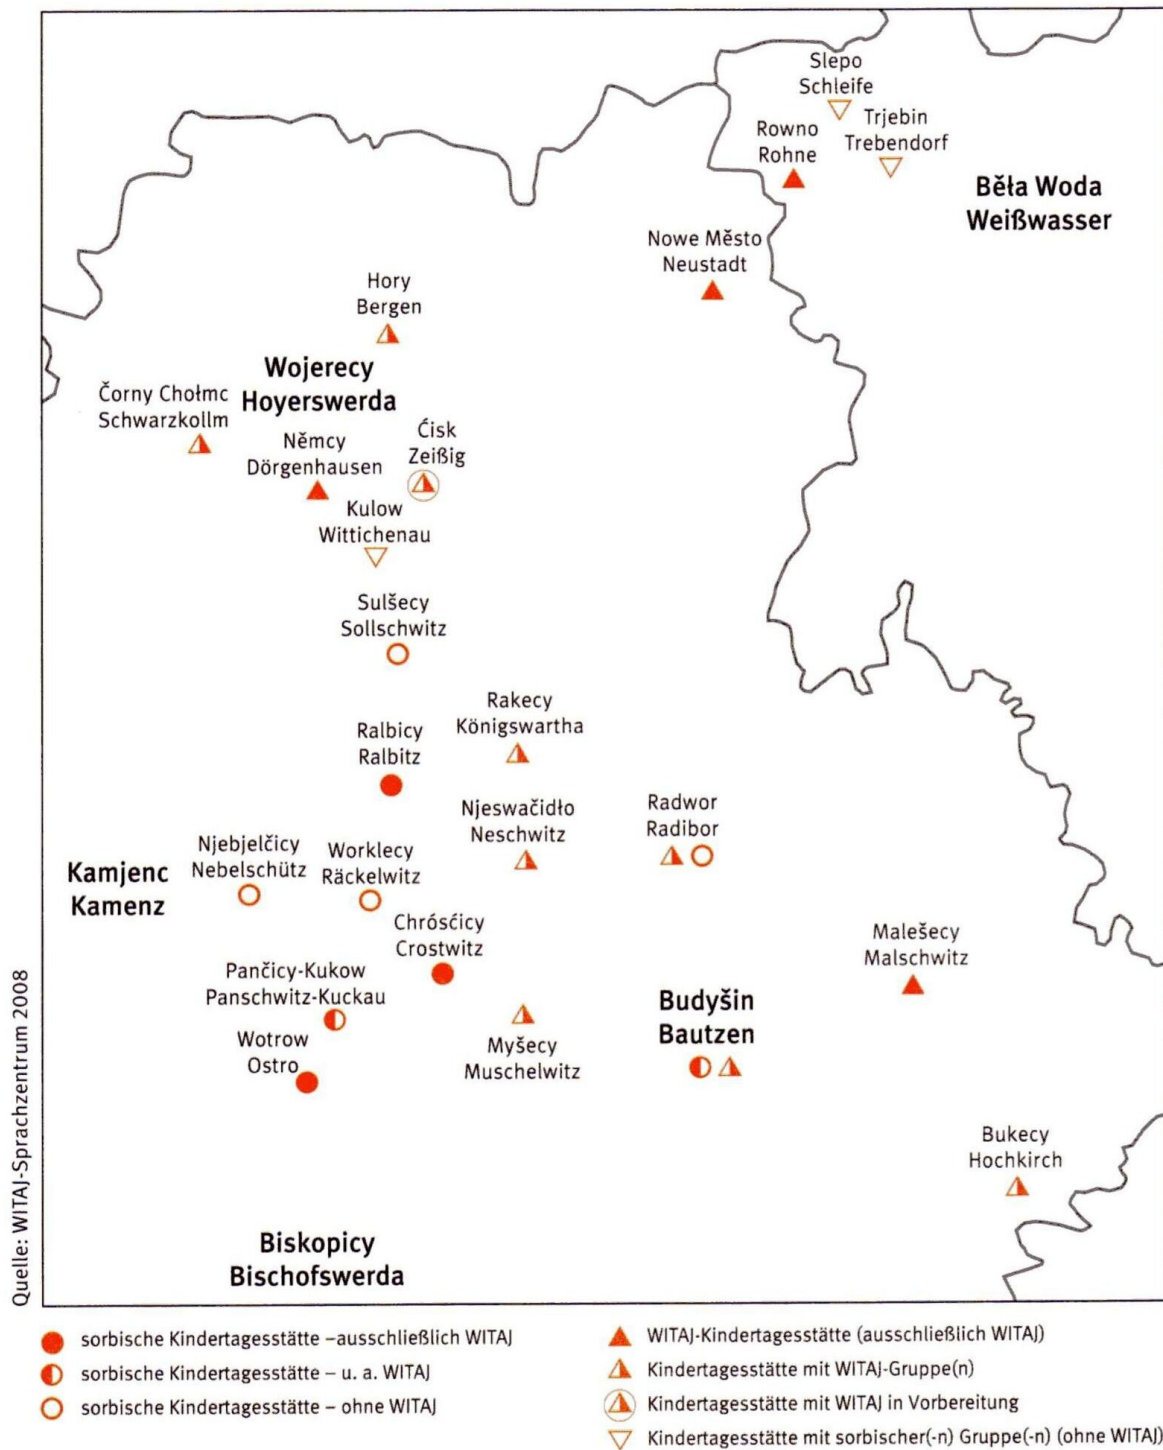 Slepo
Schleife
Trjebin
Trebendorf
Rowno
Rohne
Běła Woda
Weißwasser
Nowe Město
Neustadt
Hory
Bergen
Wojerecy
Hoyerswerda
Čorny Chołmc
Schwarzkollm
Němcy
Dörgenhausen
Ćisk
Zeißig
Kulow
Wittichenau
Sulšecy
Sollschwitz
Rakecy
Königswartha
Ralbicy
Ralbitz
Njeswačidło
Neschwitz
Radwor
Radibor
Njebjelčicy
Nebelschütz
Worklecy
Räckelwitz
Kamjenc
Kamenz
Chrósćicy
Crostwitz
Malešecy
Malschwitz
Pančicy-Kukow
Panschwitz-Kuckau
Budyšin
Bautzen
Wotrow
Ostro
Myšecy
Muschelwitz
Bukecy
Hochkirch
Biskopicy
Bischofswerda
Quelle: WITAJ-Sprachzentrum 2008
sorbische Kindertagesstätte –ausschließlich WITAJ
sorbische Kindertagesstätte – u. a. WITAJ
sorbische Kindertagesstätte – ohne WITAJ
WITAJ-Kindertagesstätte (ausschließlich WITAJ)
Kindertagesstätte mit WITAJ-Gruppe(n)
Kindertagesstätte mit WITAJ in Vorbereitung
Kindertagesstätte mit sorbischer(-n) Gruppe(-n) (ohne WITAJ)